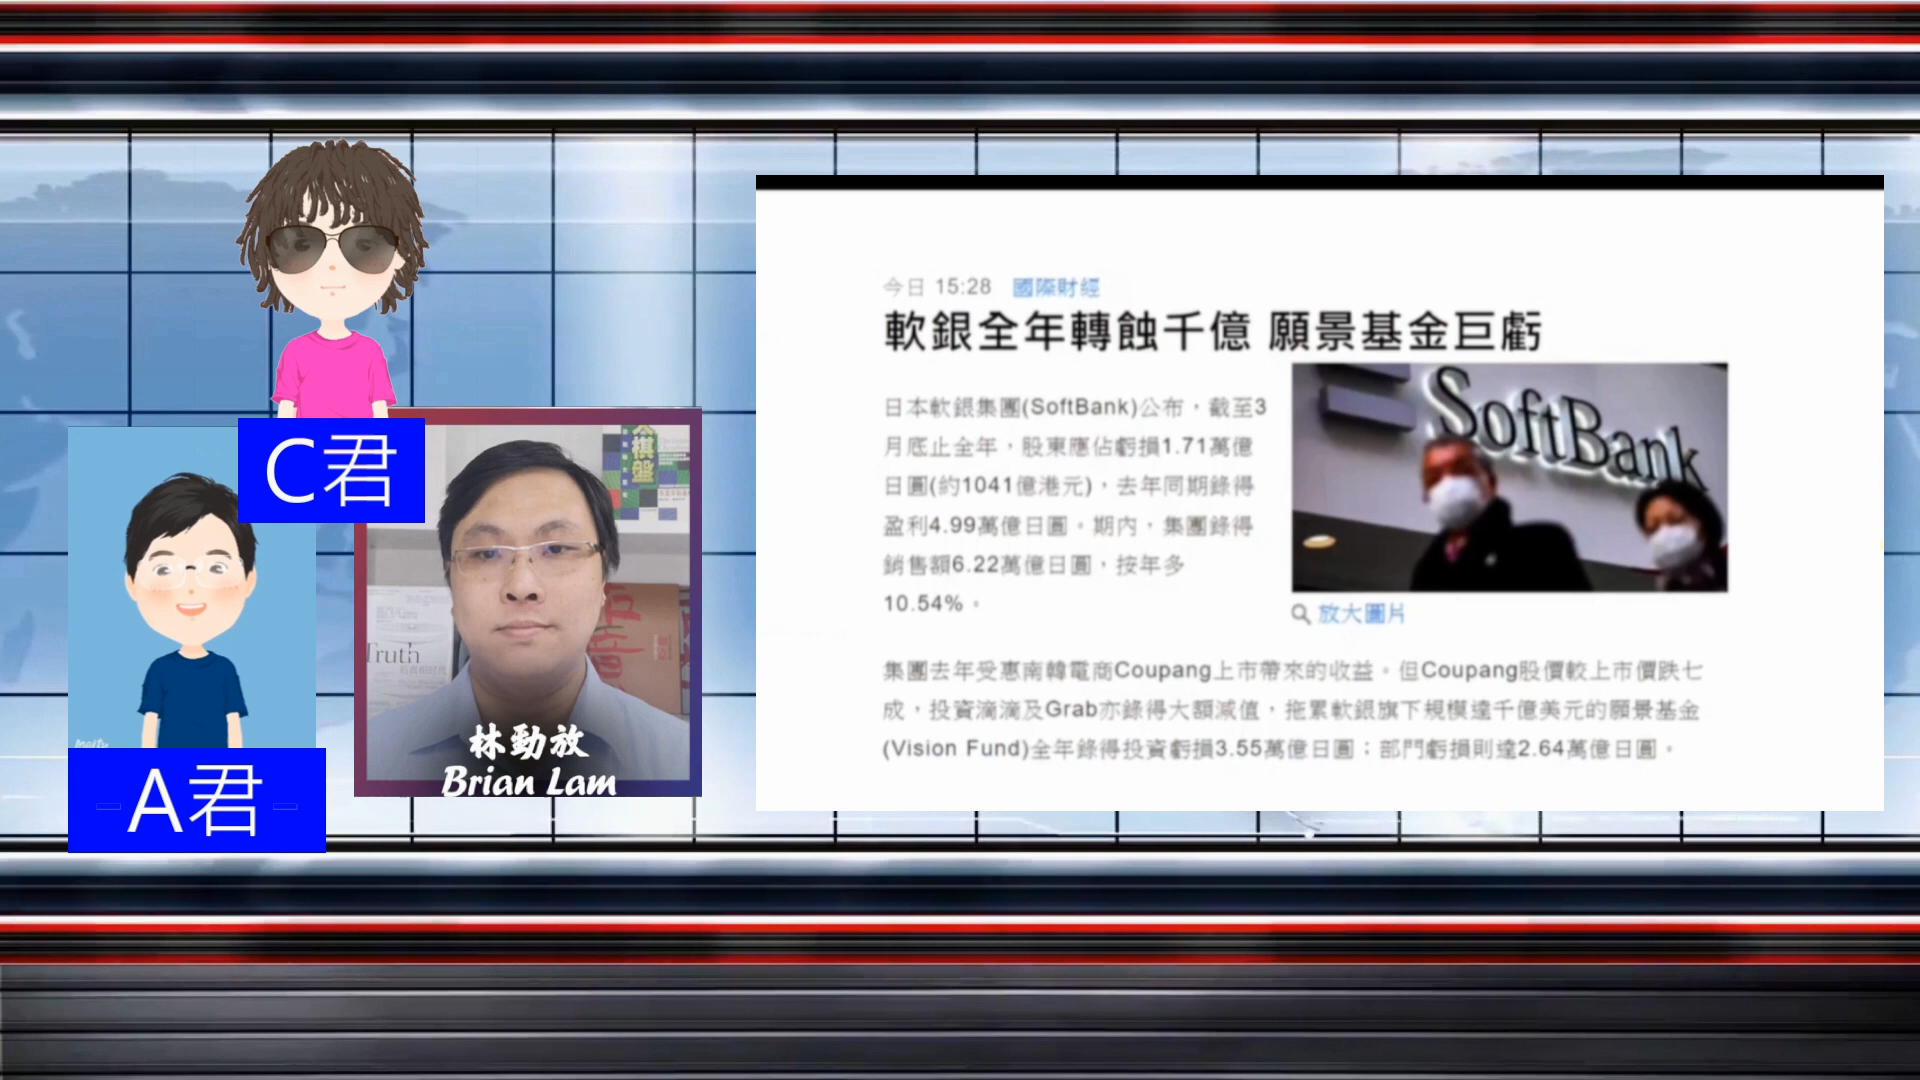 C君
A君
林勁放
Brian Lam
Truth
今日 15:28 國際財經
軟銀全年轉蝕千億 願景基金巨虧
日本軟銀集團(SoftBank)公布，截至3
月底止全年，股東應佔虧損1.71萬億
日圓(約1041億港元)，去年同期錄得
盈利4.99萬億日圓。期內，集團錄得
銷售額6.22萬億日圓，按年多
10.54%。
SoftBank
放大圖片
集團去年受惠南韓電商Coupang上市帶來的收益。但Coupang股價較上市價跌七
成，投資滴滴及Grab亦錄得大額減值，拖累軟銀旗下規模達千億美元的願景基金
(Vision Fund)全年錄得投資虧損3.55萬億日圓；部門虧損則達2.64萬億日圓。